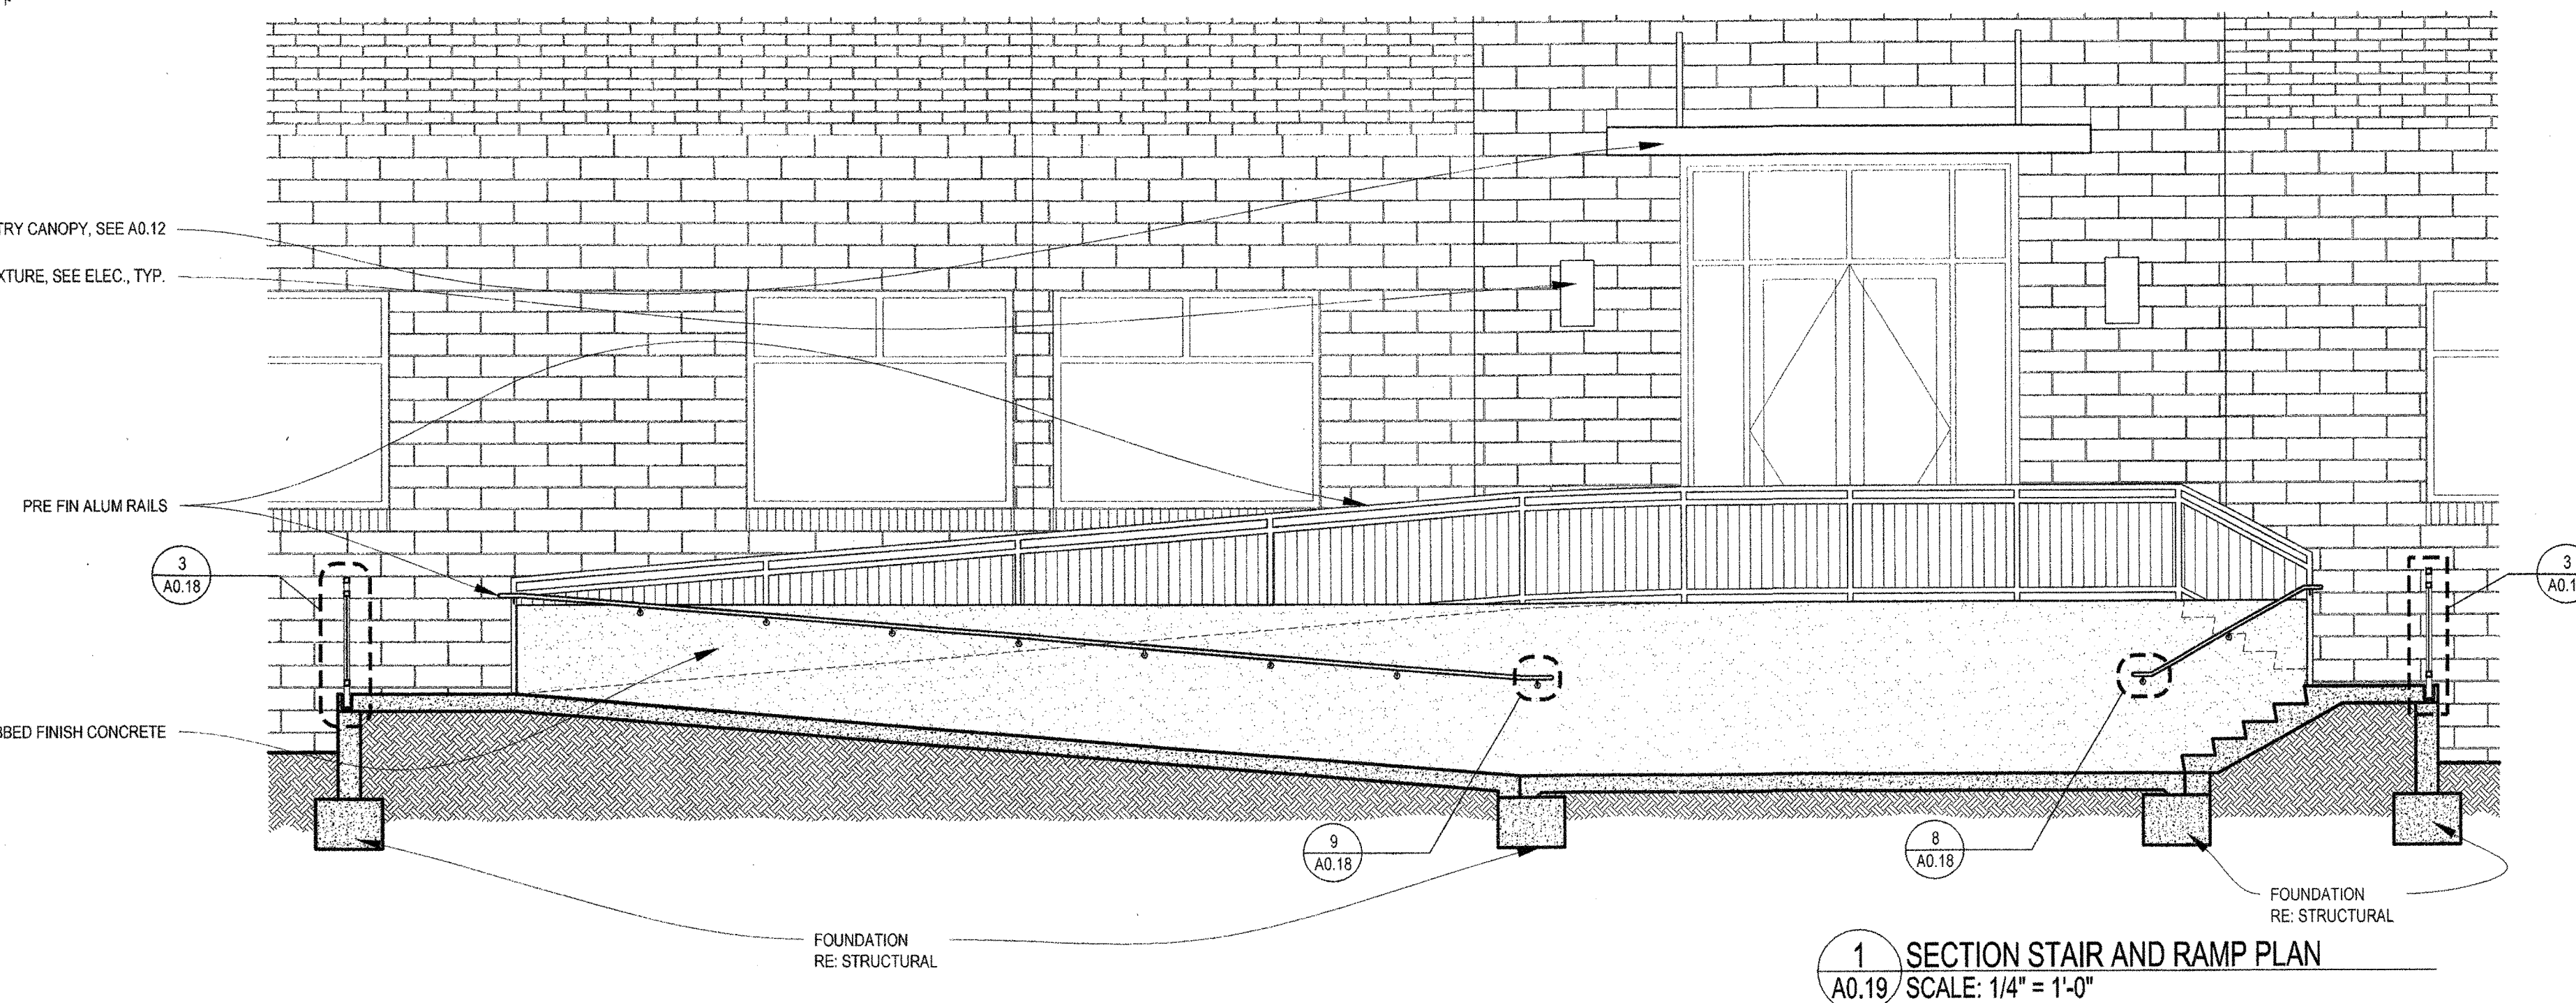 TRY CANOPY, SEE A0.12
XTURE, SEE ELEC., TYP.
PRE FIN ALUM RAILS
3
A0.18
3
A0.1
BBED FINISH CONCRETE
9
A0.18
8
A0.18
FOUNDATION
RE: STRUCTURAL
FOUNDATION
RE: STRUCTURAL
1
A0.19
SECTION STAIR AND RAMP PLAN
SCALE: 1/4" = 1'-0"